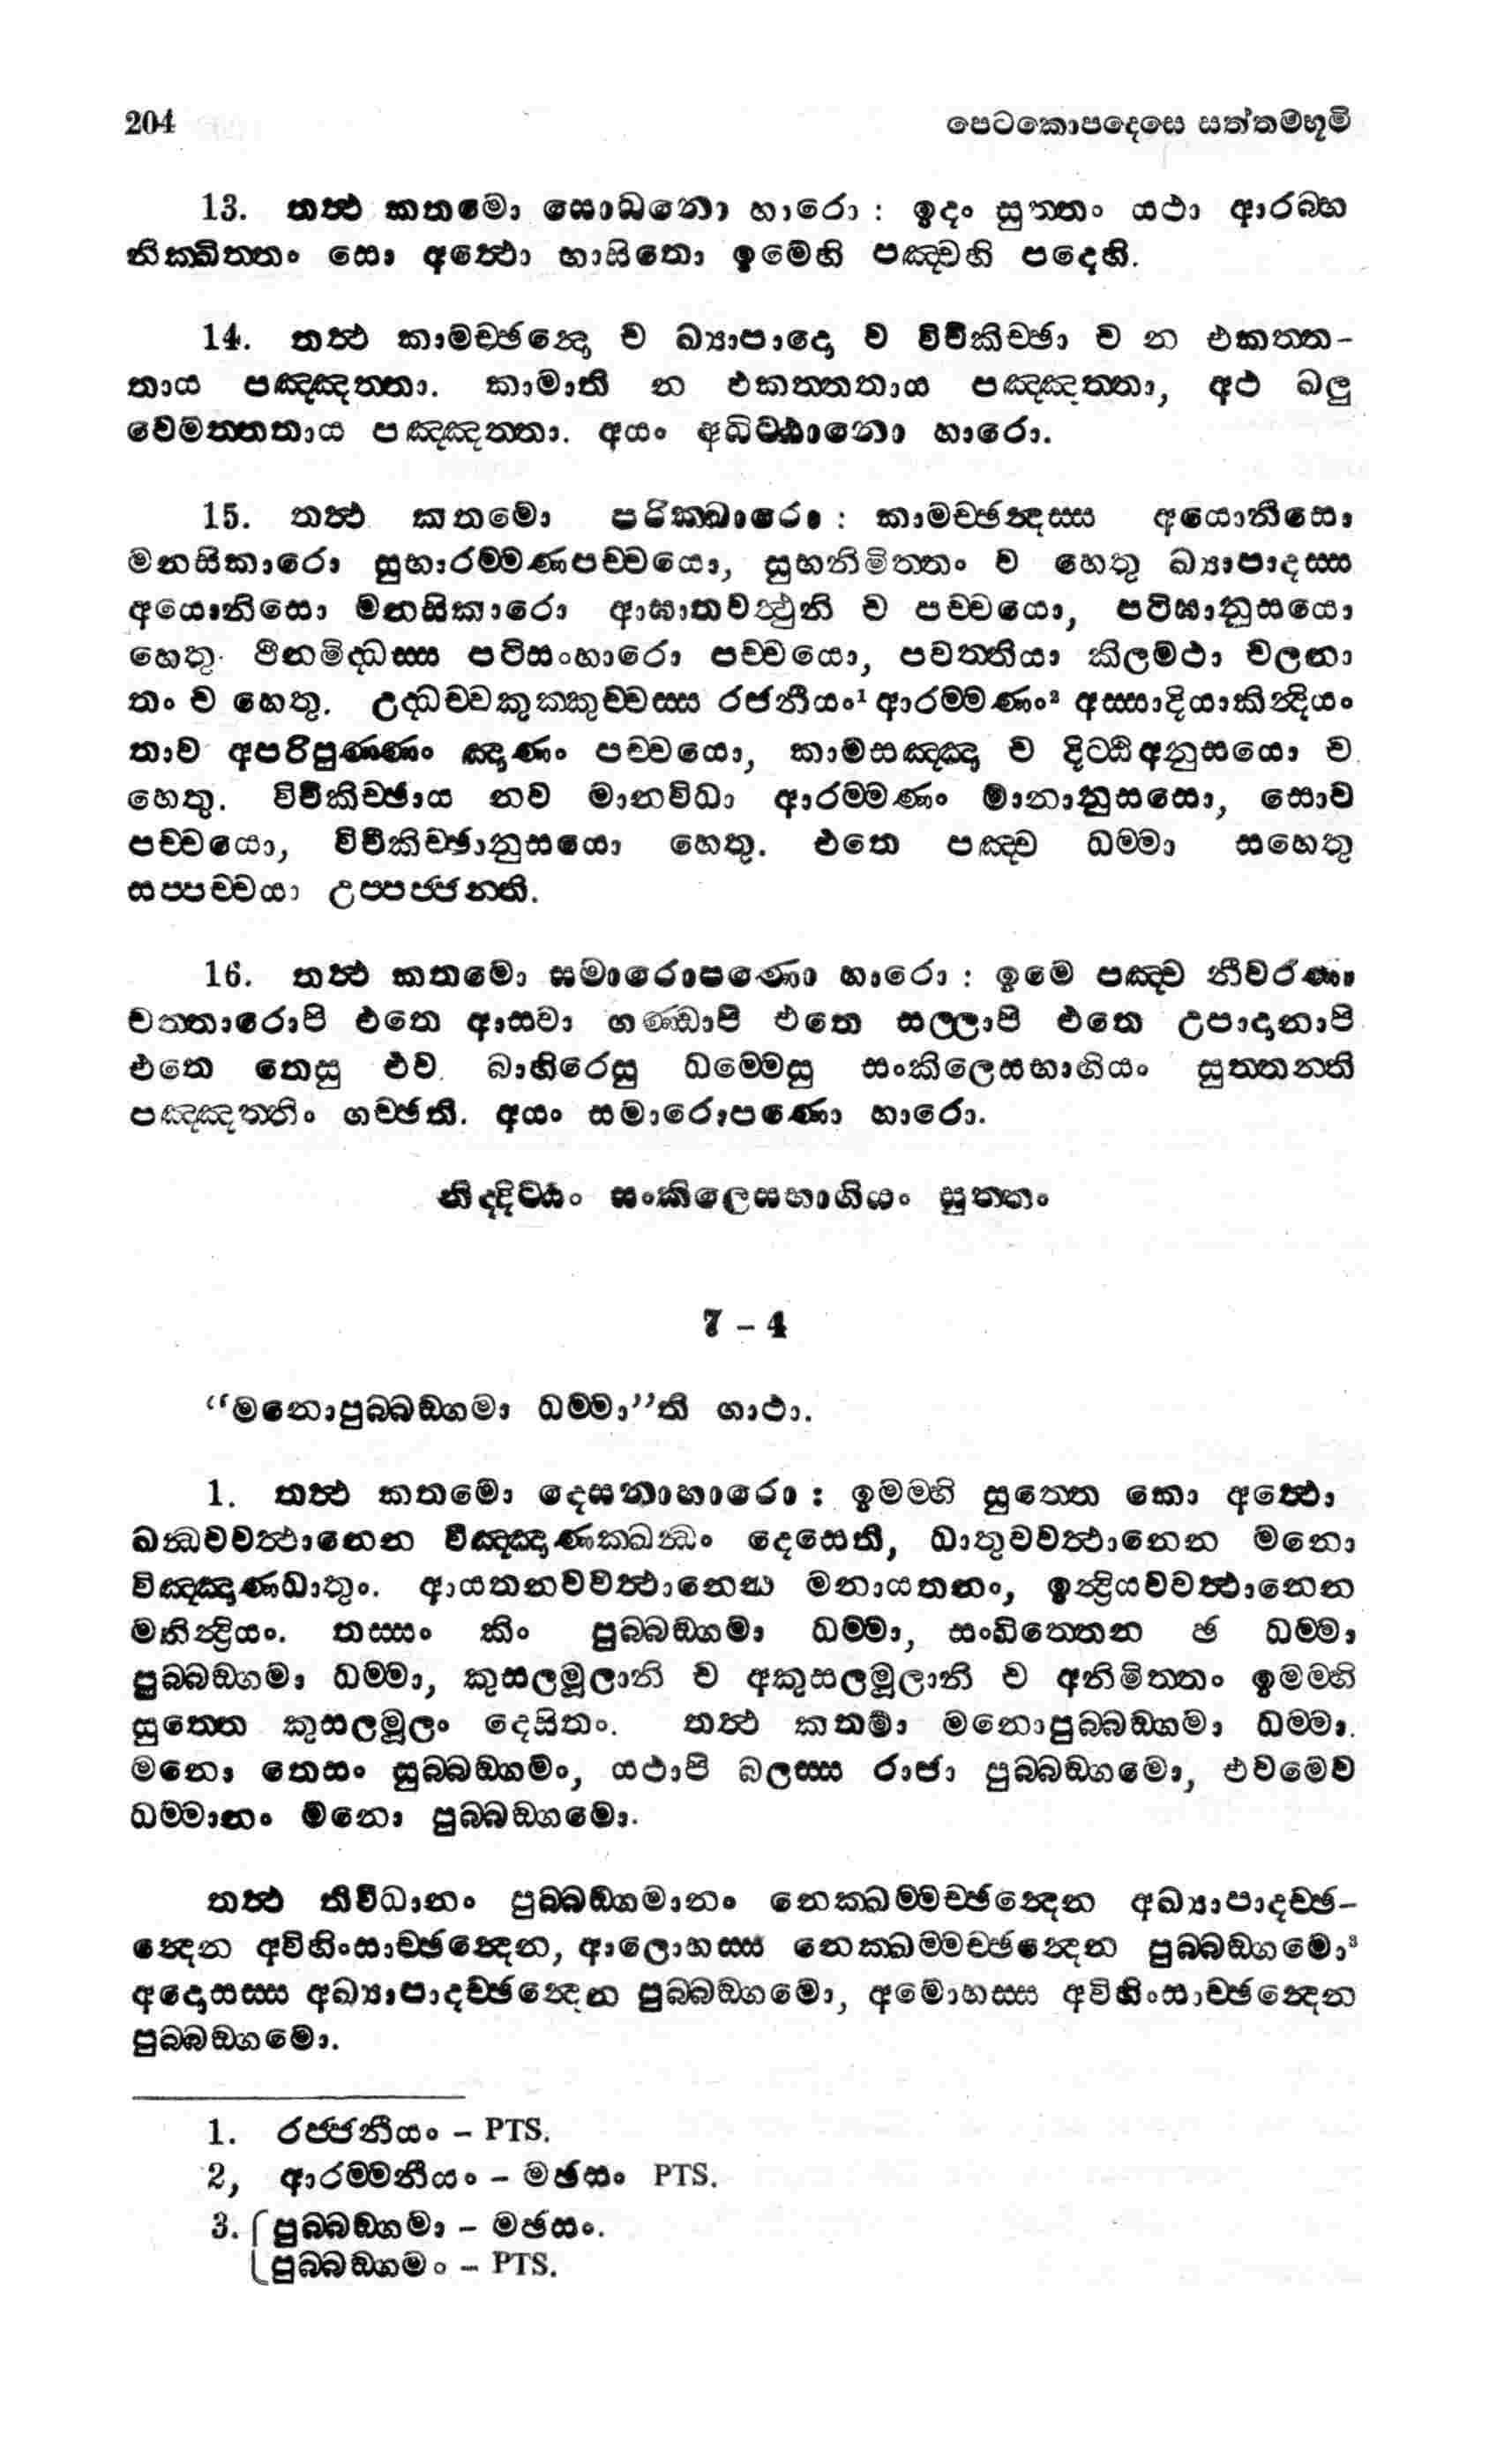 204 පෙටකොපදෙසෙ සත්තමභූමි
13. තත්‍ථ කතමො සොධනො හාරො : ඉදං සුත්තං යථා ආරබ්භ
නික්ඛිත්තං සො අත්‍ථො භාසිතො ඉමෙහි පඤ්චහි පදෙහි.
14. තත්‍ථ කාමච්ඡන්‍දො ච ඛ්‍යාපාදො ච විචිකිච්ඡා ච න එකත්ත-
තාය පඤ්ඤත්තා. කාමාති න එකත්තතාය පඤ්ඤත්තා, අථ ඛලු
වෙමත්තතාය පඤ්ඤත්තා. අයං අධිට්ඨානො හාරො.
15. තත්‍ථ කතමො පරික්ඛාරො : කාමච්ඡන්‍දස්ස අයොනිසො
මනසිකාරො සුභාරම්මණපච්චයො, සුභනිමිත්තං ච හෙතු ඛ්‍යාපාදස්ස
අයොනිසො මනසිකාරො ආඝාතවත්‍ථුනි ච පච්චයො, පටිඝානුසයො
හෙතු. ථිනමිද්ධස්ස පටිසංහාරො පච්චයො, පවත්තියා කිලමථා චලනා
තං ච හෙතු. උද්ධච්චකුක්කුච්චස්ස රජනීයං¹ ආරම්මණං² අස්සාදියාකින්‍ද්‍රියං
තාව අපරිපුණ්ණං ඤාණං පච්චයො, කාමසඤ්ඤා ච දිට්ඨිඅනුසයො ච
හෙතු. විචිකිච්ඡාය නව මානවිධා ආරම්මණං මානානුසසො, සොව
පච්චයො, විචිකිච්ඡානුසයො හෙතු. එතෙ පඤ්ච ධම්මා සහෙතු
සප්පච්චයා උප්පජ්ජන්ති.
16. තත්‍ථ කතමො සමාරොපණො හාරො : ඉමෙ පඤ්ච නීවරණා
චත්තාරොපි එතෙ ආසවා ගණ්ඩාපි එතෙ සල්ලාපි එතෙ උපාදානාපි
එතෙ තෙසු එව බාහිරෙසු ධම්මෙසු සංකිලෙසභාගියං සුත්තන්ති
පඤ්ඤත්තිං ගච්ඡති. අයං සමාරොපණො හාරො.
නිද්දිට්ඨං සංකිලෙසභාගියං සුත්තං
7 – 4
“මනොපුබ්බඞ්ගමා ධම්මා”ති ගාථා.
1. තත්‍ථ කතමො දෙසනාහාරො : ඉමම්හි සුත්තෙ කො අත්‍ථො
ඛන්‍ධවවත්‍ථානෙන විඤ්ඤාණක්ඛන්‍ධං දෙසෙති, ධාතුවවත්‍ථානෙන මනො
විඤ්ඤාණධාතුං. ආයතනවවත්‍ථානෙන මනායතනං, ඉන්‍ද්‍රියවවත්‍ථානෙන
මනින්‍ද්‍රියං. තස්සං කිං පුබ්බඞ්ගමා ධම්මා, සංඛිත්තෙන ඡ ධම්මා
පුබ්බඞ්ගමා ධම්මා, කුසලමූලානි ච අකුසලමූලානි ච අනිමිත්තං ඉමම්හි
සුත්තෙ කුසලමූලං දෙසිතං. තත්‍ථ කතමා මනොපුබ්බඞ්ගමා ධම්මා.
මනො තෙසං සුබ්බඞ්ගමං, යථාපි බලස්ස රාජා පුබ්බඞ්ගමො, එවමෙව
ධම්මානං මනො පුබ්බඞ්ගමො.
තත්‍ථ තිවිධානං පුබ්බඞ්ගමානං නෙක්ඛම්මච්ඡන්‍දෙන අඛ්‍යාපාදච්ඡ-
න්‍දෙන අවිහිංසාච්ඡන්‍දෙන, ආලොභස්ස නෙක්ඛම්මච්ඡන්‍දෙන පුබ්බඞ්ගමො³
අදොසස්ස අඛ්‍යාපාදච්ඡන්‍දෙන පුබ්බඞ්ගමො, අමොහස්ස අවිහිංසාච්ඡන්‍දෙන
පුබ්බඞ්ගමො.
1. රජ්ජනීයං – PTS.
2, ආරම්මනීයං – මඡසං PTS.
3. පුබ්බඞ්ගමා – මඡසං.
පුබ්බඞ්ගමං – PTS.